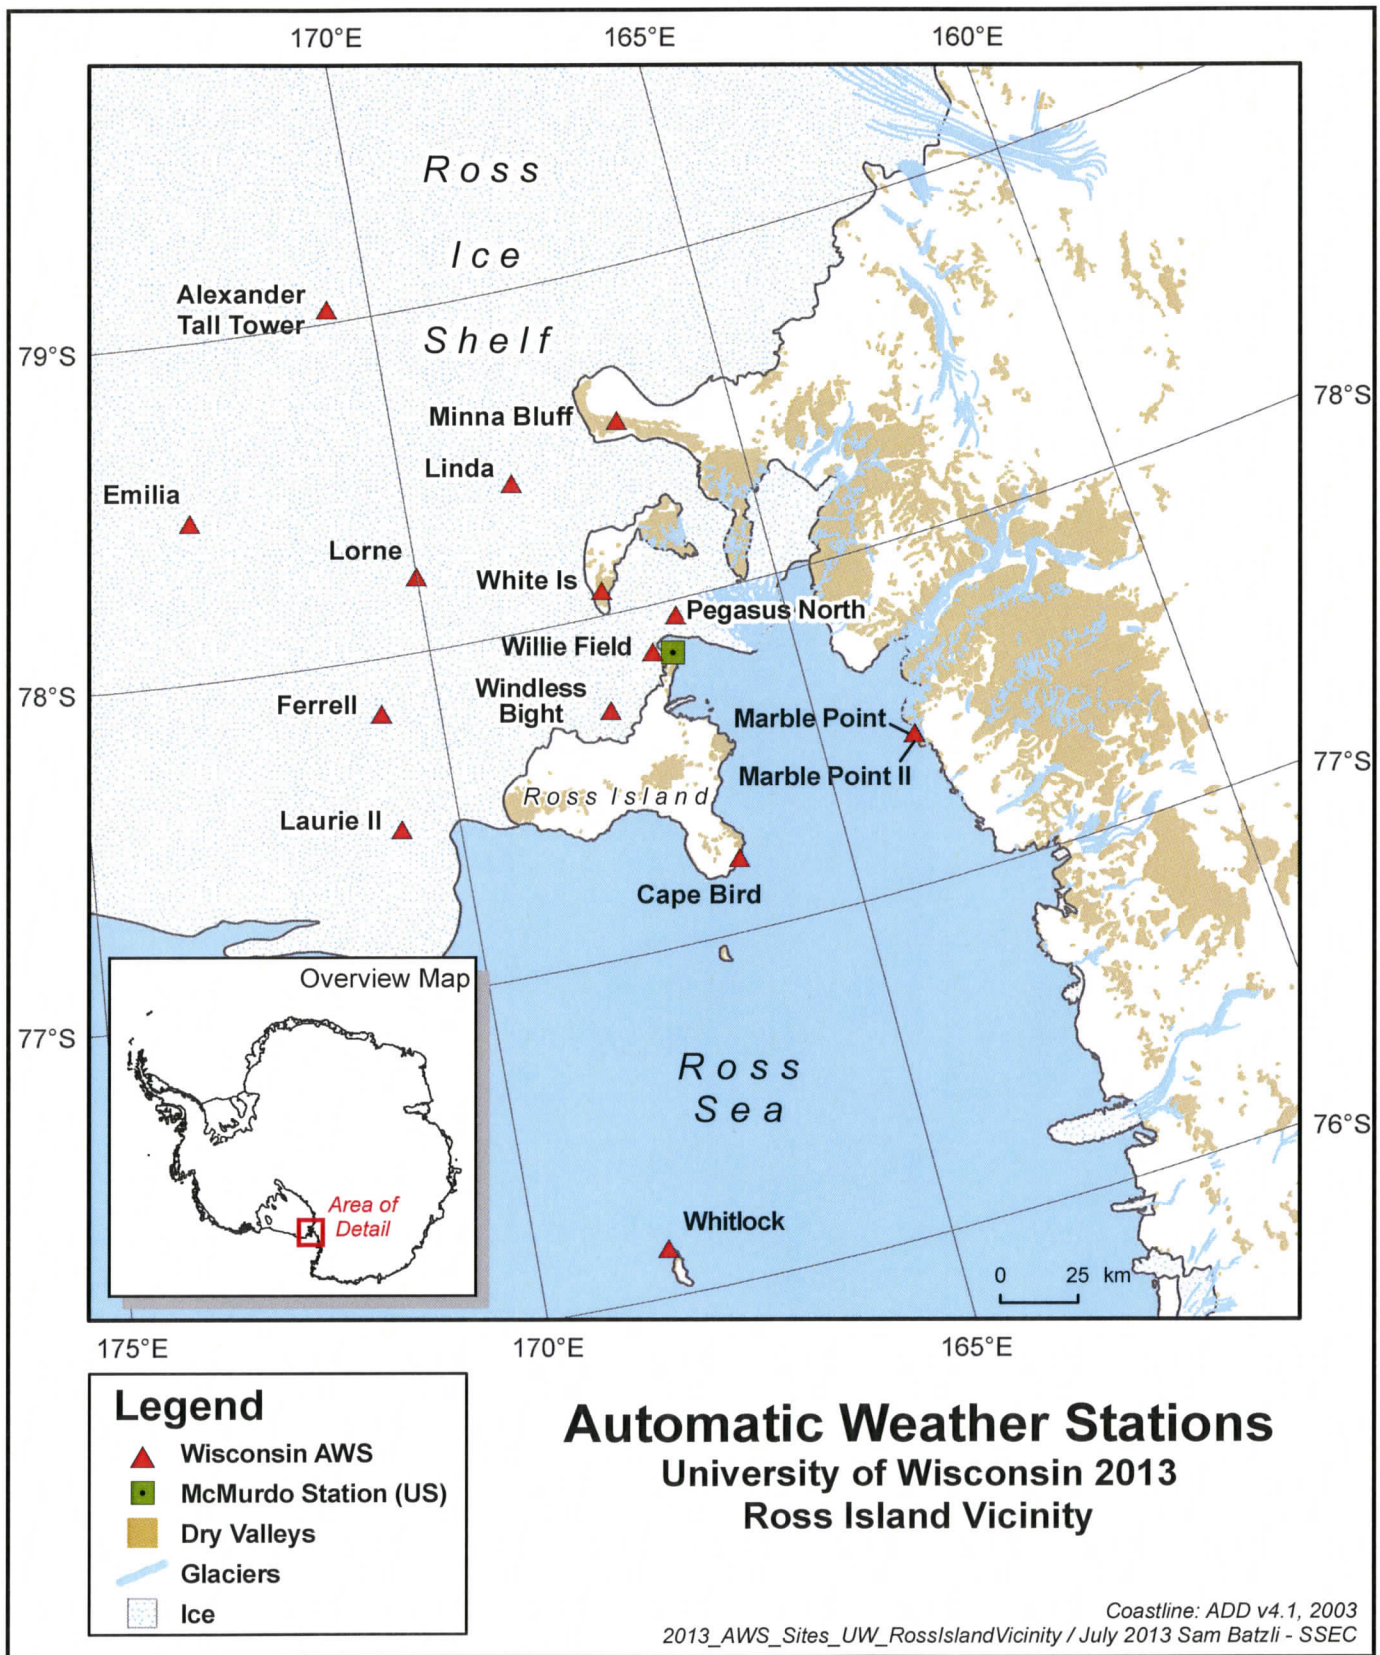 170°E 165°E 160°E
Ross
Ice
Shelf
Alexander
Tall Tower
79°S
78°S
Minna Bluff
Linda
Emilia
Lorne
White Is
Pegasus North
Willie Field
Windless
Bight
78°S
Ferrell
Marble Point
Marble Point II
77°S
Ross Island
Laurie II
Cape Bird
Overview Map
77°S
Ross
Sea
76°S
Area of
Detail
Whitlock
0 25 km
175°E 170°E 165°E
Legend
Wisconsin AWS
McMurdo Station (US)
Dry Valleys
Glaciers
Ice
Automatic Weather Stations
University of Wisconsin 2013
Ross Island Vicinity
Coastline: ADD v4.1, 2003
2013_AWS_Sites_UW_RossIslandVicinity / July 2013 Sam Batzli - SSEC